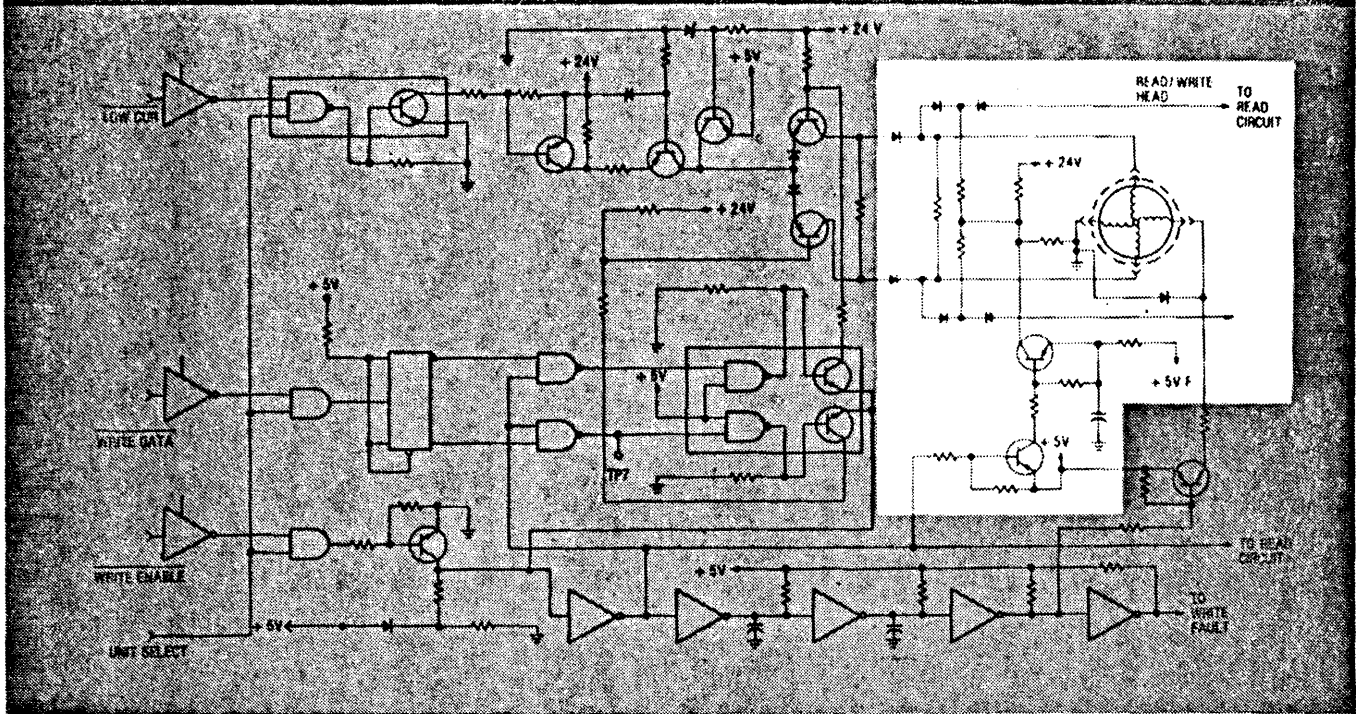 + 24 V
+ 24V
+ 5V
READ/WRITE
HEAD
TO
READ
CIRCUIT
LOW CUR
+ 24V
+ 24V
+ 5V
+ 5V
WRITE DATA
TP7
+ 5V F
+ 5V
WRITE ENABLE
TO READ
CIRCUIT
+ 5V
+ 5V
UNIT SELECT
TO
WRITE
FAULT